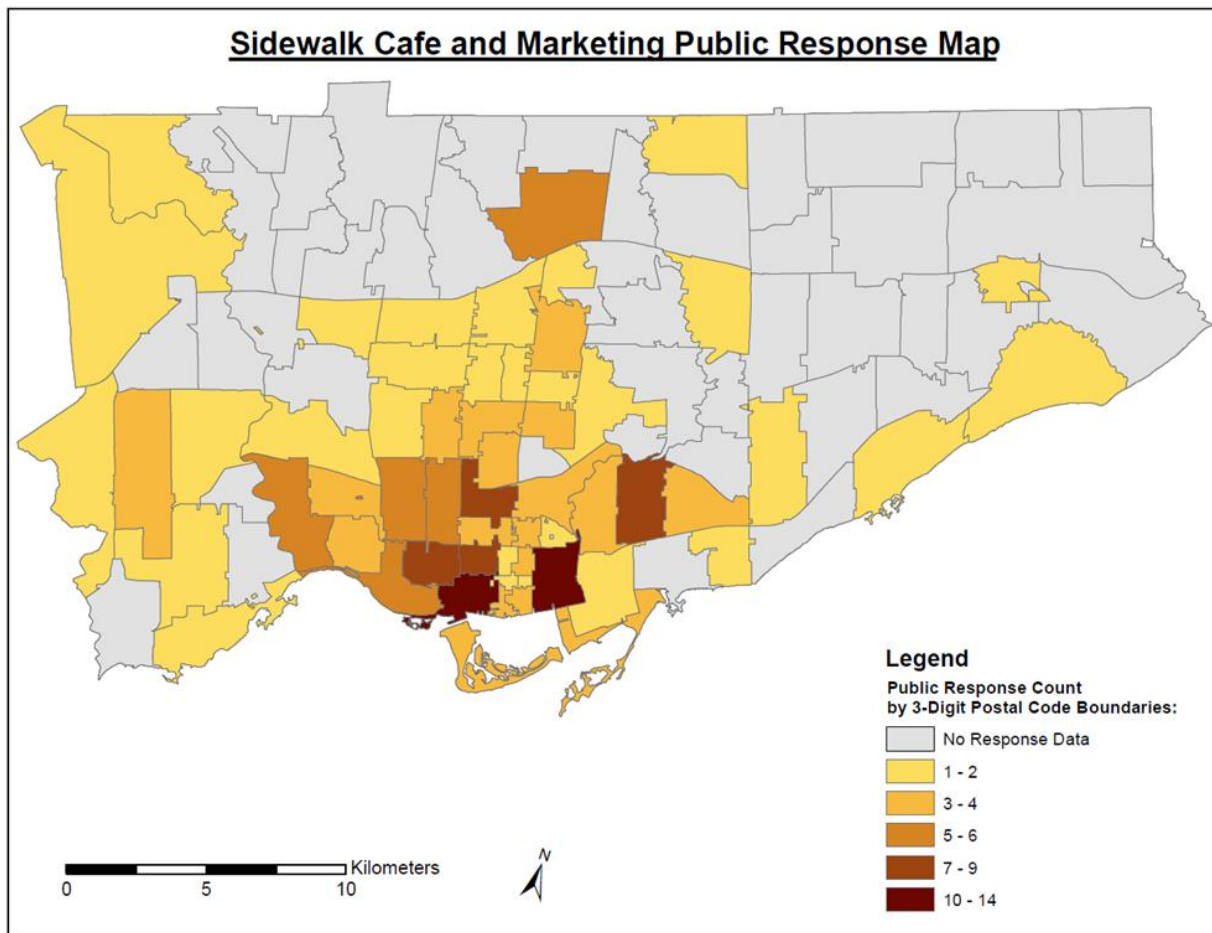 Sidewalk Cafe and Marketing Public Response Map
Legend
Public Response Count
by 3-Digit Postal Code Boundaries:
No Response Data
1 - 2
3 - 4
5 - 6
7 - 9
10 - 14
Kilometers
0 5 10
N